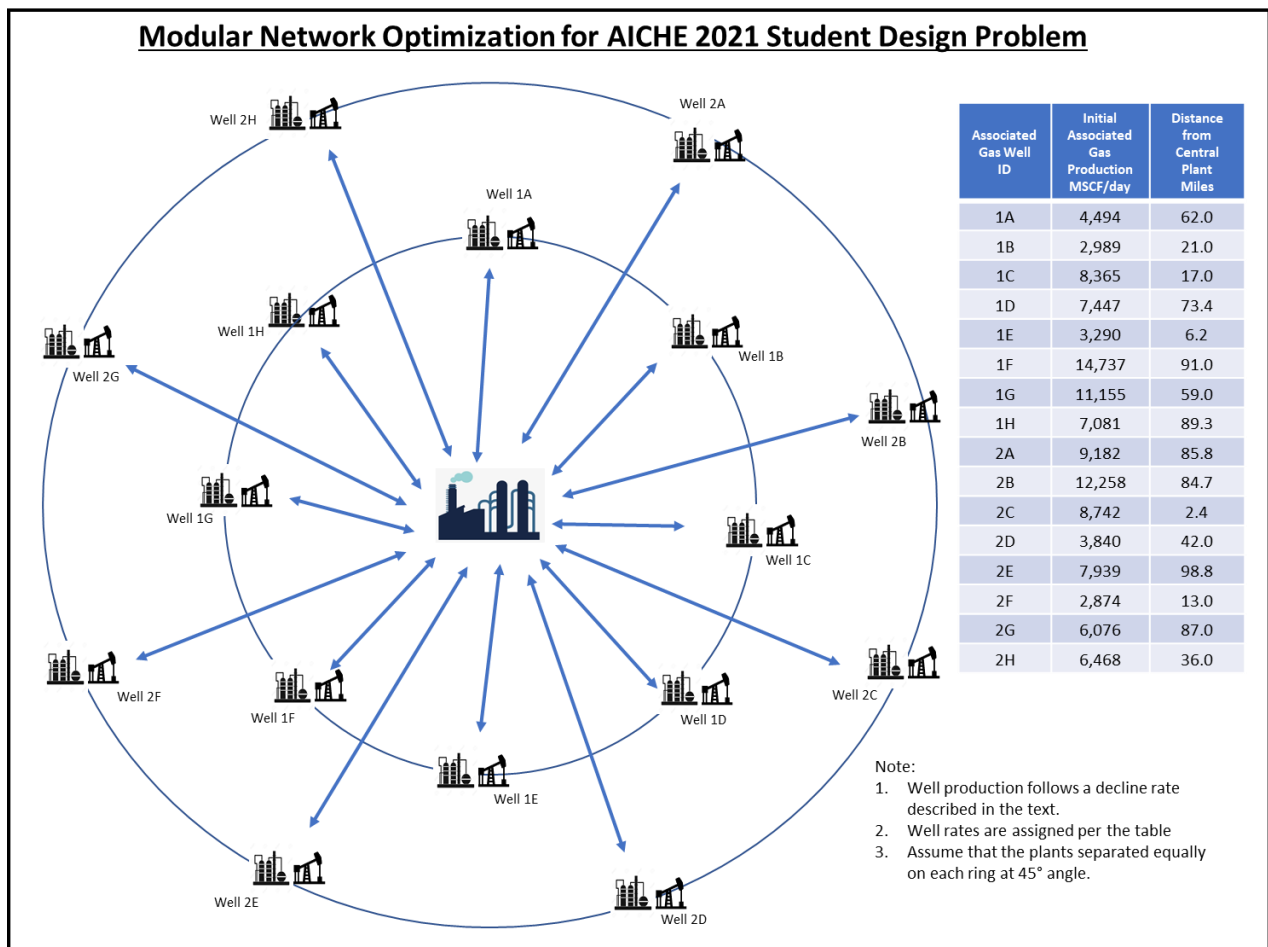 Modular Network Optimization for AICHE 2021 Student Design Problem
Well 2H
Well 2A
Well 1A
Well 1H
Well 1B
Well 2G
Well 2B
Well 1G
Well 1C
Well 2F
Well 1F
Well 1D
Well 2C
Well 1E
Well 2E
Well 2D
Associated Gas Well ID | Initial Associated Gas Production MSCF/day | Distance from Central Plant Miles
1A 4,494 62.0
1B 2,989 21.0
1C 8,365 17.0
1D 7,447 73.4
1E 3,290 6.2
1F 14,737 91.0
1G 11,155 59.0
1H 7,081 89.3
2A 9,182 85.8
2B 12,258 84.7
2C 8,742 2.4
2D 3,840 42.0
2E 7,939 98.8
2F 2,874 13.0
2G 6,076 87.0
2H 6,468 36.0
Note:
1. Well production follows a decline rate
described in the text.
2. Well rates are assigned per the table
3. Assume that the plants separated equally
on each ring at 45° angle.